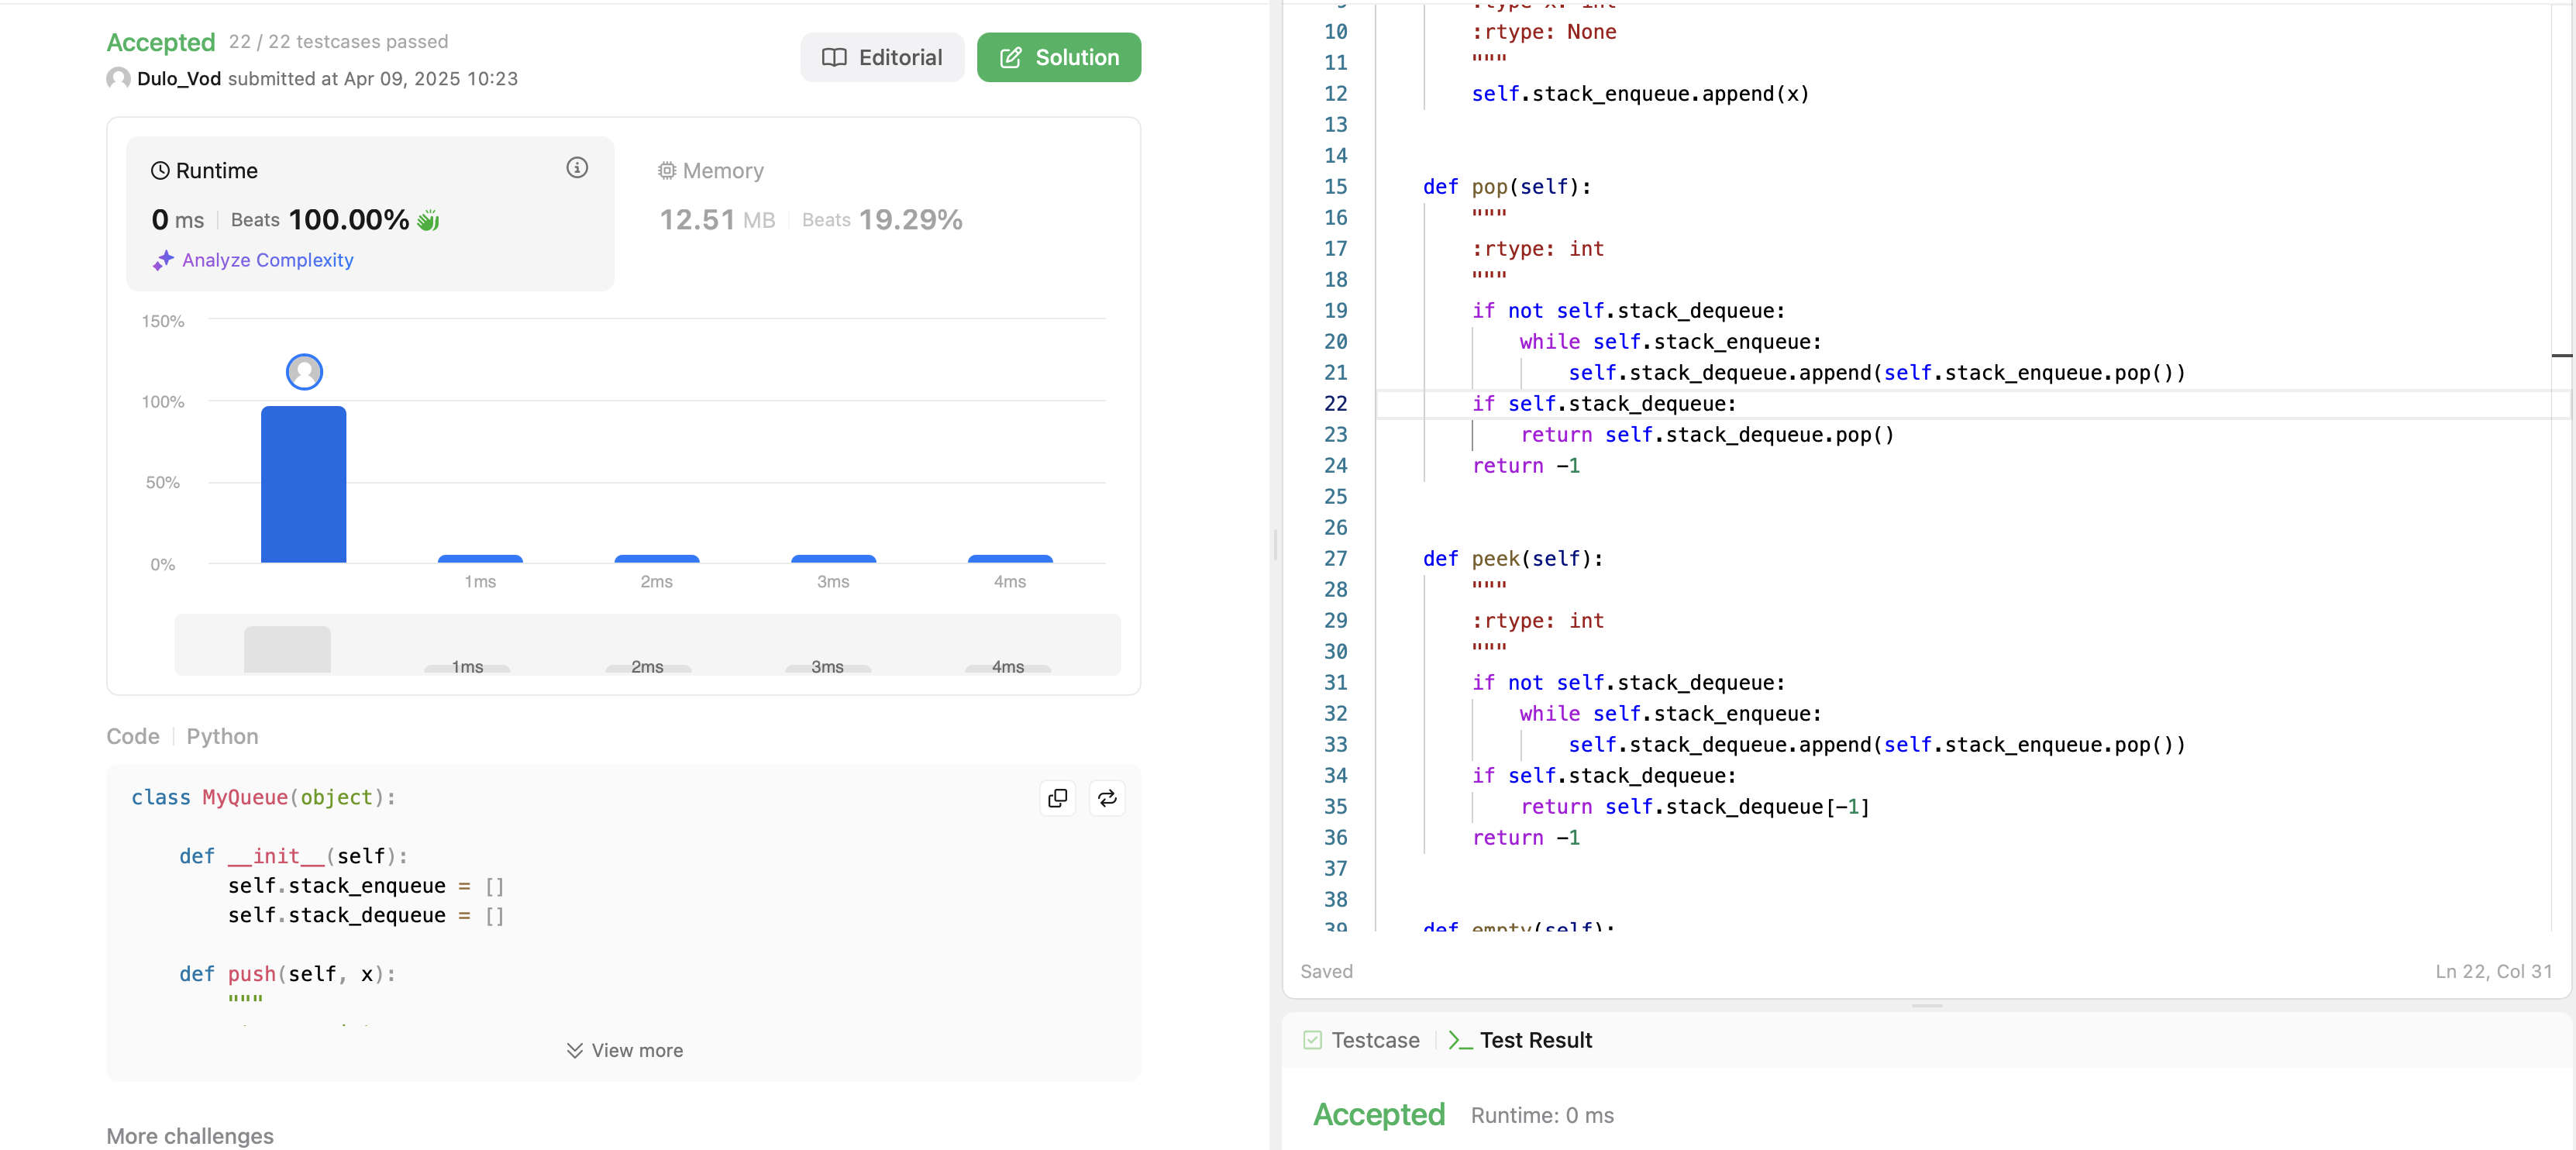 Accepted 22 / 22 testcases passed
Dulo_Vod submitted at Apr 09, 2025 10:23
Editorial
Solution
Runtime
0 ms Beats 100.00%
Analyze Complexity
Memory
12.51 MB Beats 19.29%
150%
100%
50%
0%
1ms 2ms 3ms 4ms
1ms 2ms 3ms 4ms
Code Python
class MyQueue(object):
    def __init__(self):
        self.stack_enqueue = []
        self.stack_dequeue = []
    def push(self, x):
        """
View more
More challenges
9 :type x: int
10 :rtype: None
11 """
12 self.stack_enqueue.append(x)
13
14
15 def pop(self):
16 """
17 :rtype: int
18 """
19 if not self.stack_dequeue:
20 while self.stack_enqueue:
21 self.stack_dequeue.append(self.stack_enqueue.pop())
22 if self.stack_dequeue:
23 return self.stack_dequeue.pop()
24 return -1
25
26
27 def peek(self):
28 """
29 :rtype: int
30 """
31 if not self.stack_dequeue:
32 while self.stack_enqueue:
33 self.stack_dequeue.append(self.stack_enqueue.pop())
34 if self.stack_dequeue:
35 return self.stack_dequeue[-1]
36 return -1
37
38
39 def empty(self):
Saved
Ln 22, Col 31
Testcase
Test Result
Accepted Runtime: 0 ms